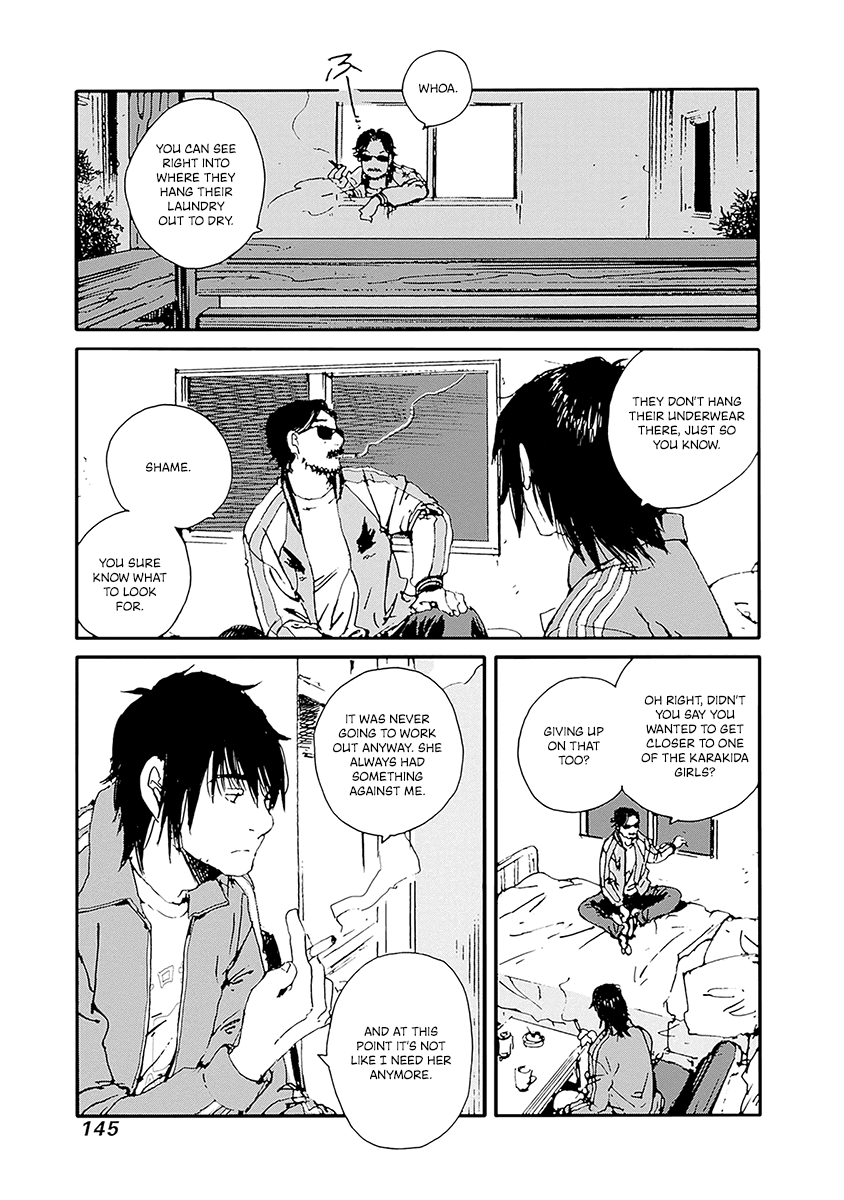 WHOA.
YOU CAN SEE
RIGHT INTO
WHERE THEY
HANG THEIR
LAUNDRY
OUT TO DRY.
THEY DON'T HANG
THEIR UNDERWEAR
THERE, JUST SO
YOU KNOW.
SHAME.
YOU SURE
KNOW WHAT
TO LOOK
FOR.
OH RIGHT, DIDN'T
YOU SAY YOU
WANTED TO GET
CLOSER TO ONE
OF THE KARAKIDA
GIRLS?
GIVING UP
ON THAT
TOO?
IT WAS NEVER
GOING TO WORK
OUT ANYWAY. SHE
ALWAYS HAD
SOMETHING
AGAINST ME.
AND AT THIS
POINT IT'S NOT
LIKE I NEED HER
ANYMORE.
145